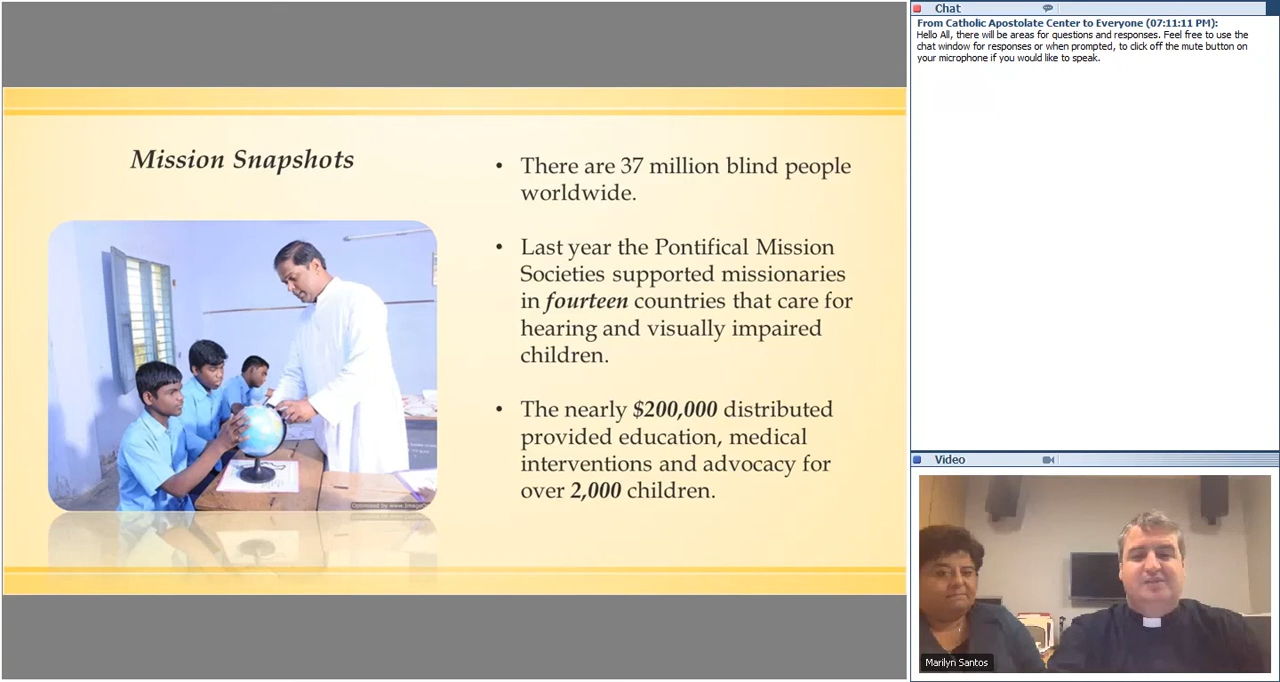 Mission Snapshots
• There are 37 million blind people
worldwide.
• Last year the Pontifical Mission
Societies supported missionaries
in fourteen countries that care for
hearing and visually impaired
children.
• The nearly $200,000 distributed
provided education, medical
interventions and advocacy for
over 2,000 children.
Chat
From Catholic Apostolate Center to Everyone (07:11:11 PM):
Hello All, there will be areas for questions and responses. Feel free to use the
chat window for responses or when prompted, to click off the mute button on
your microphone if you would like to speak.
Video
Marilyn Santos